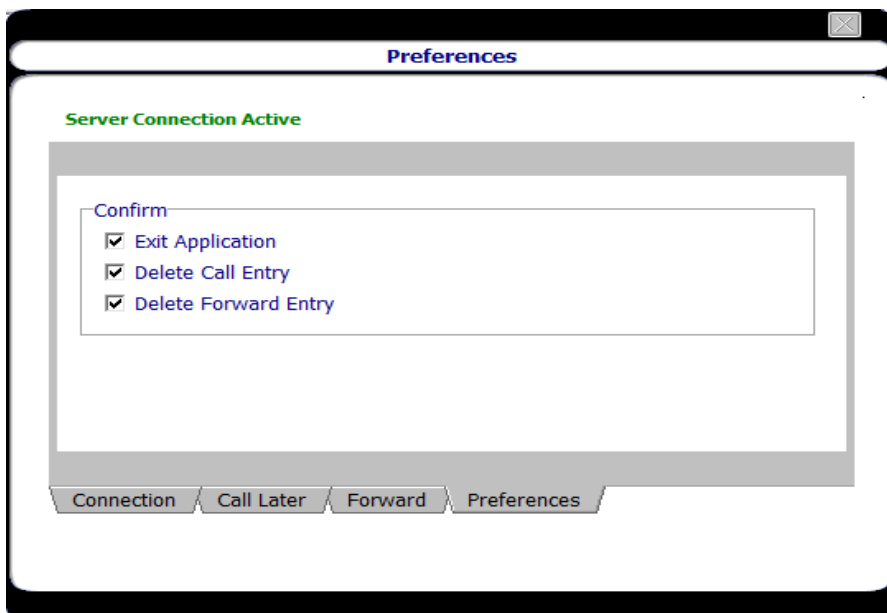 Preferences
Server Connection Active
Confirm
Exit Application
Delete Call Entry
Delete Forward Entry
Connection Call Later Forward Preferences